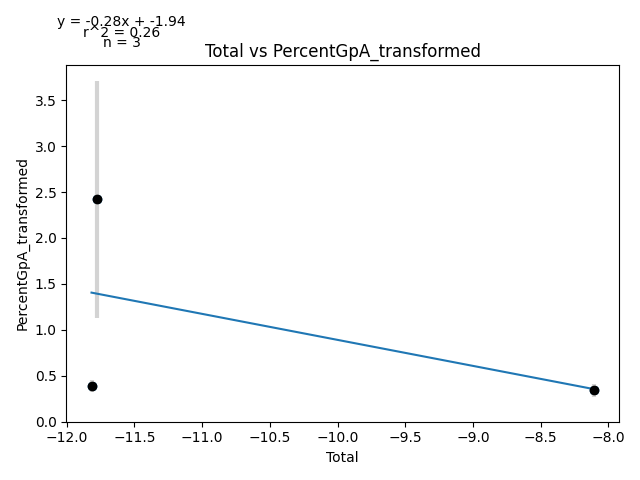 y = -0.28x + -1.94
r^2 = 0.26
n = 3
Total vs PercentGpA_transformed
PercentGpA_transformed
3.5
3.0
2.5
2.0
1.5
1.0
0.5
0.0
−12.0 −11.5 −11.0 −10.5 −10.0 −9.5 −9.0 −8.5 −8.0
Total